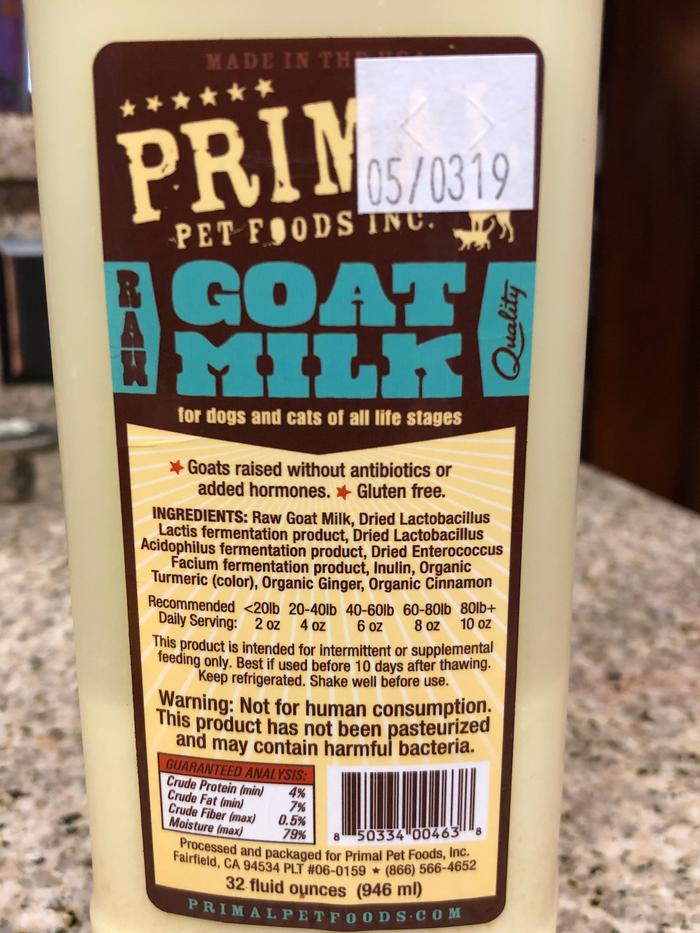 MADE IN THE USA
PRIMAL
05/0319
PET FOODS INC.
RAW
GOAT
MILK
Quality
for dogs and cats of all life stages
Goats raised without antibiotics or
added hormones. ★ Gluten free.
INGREDIENTS: Raw Goat Milk, Dried Lactobacillus
Lactis fermentation product, Dried Lactobacillus
Acidophilus fermentation product, Dried Enterococcus
Facium fermentation product, Inulin, Organic
Turmeric (color), Organic Ginger, Organic Cinnamon
Recommended <20lb 20-40lb 40-60lb 60-80lb 80lb+
Daily Serving: 2 oz 4 oz 6 oz 8 oz 10 oz
This product is intended for intermittent or supplemental
feeding only. Best if used before 10 days after thawing.
Keep refrigerated. Shake well before use.
Warning: Not for human consumption.
This product has not been pasteurized
and may contain harmful bacteria.
GUARANTEED ANALYSIS:
Crude Protein (min) 4%
Crude Fat (min) 7%
Crude Fiber (max) 0.5%
Moisture (max) 79%
8 50334 00463 8
Processed and packaged for Primal Pet Foods, Inc.
Fairfield, CA 94534 PLT #06-0159 ★ (866) 566-4652
32 fluid ounces (946 ml)
PRIMALPETFOODS.COM